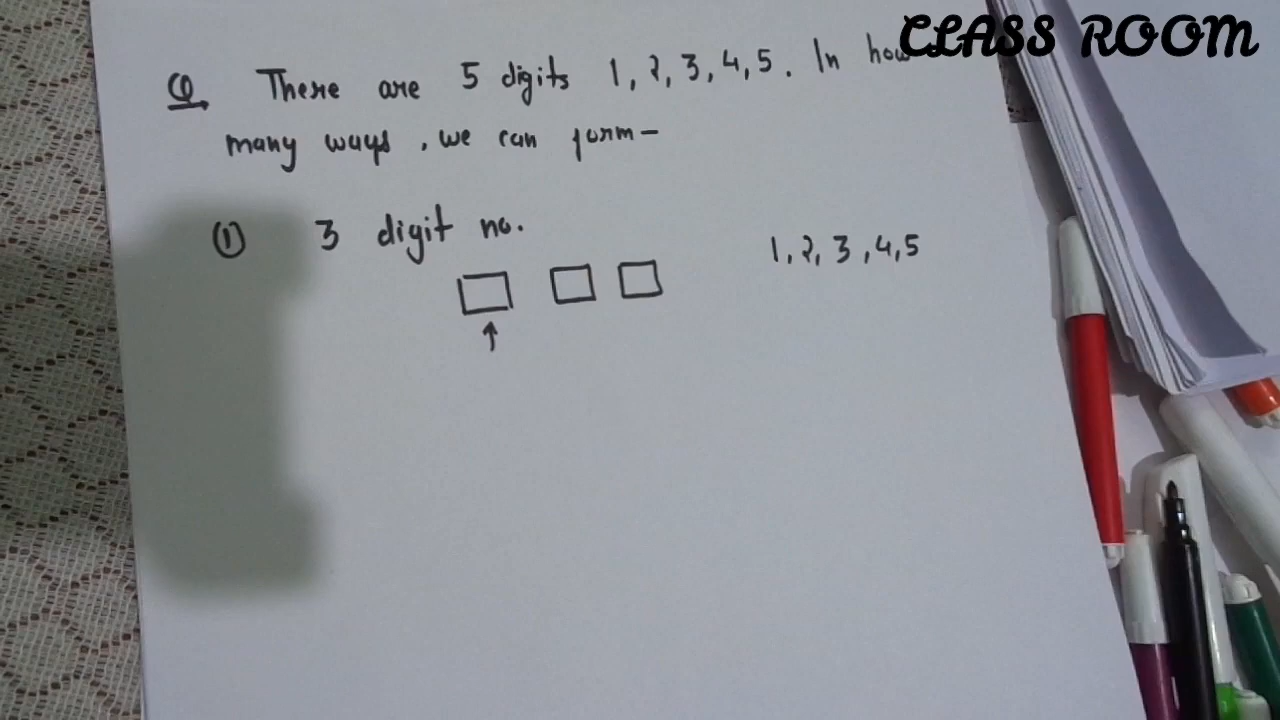 CLASS ROOM
Q There are 5 digits 1, 2, 3, 4, 5. In how
many ways, we can form-
① 3 digit no.
1, 2, 3, 4, 5